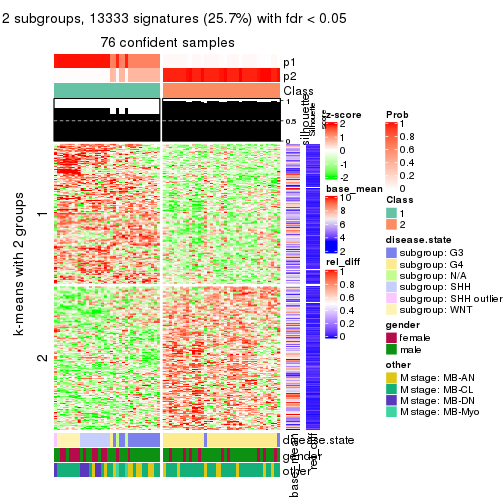 2 subgroups, 13333 signatures (25.7%) with fdr < 0.05
76 confident samples
p1
p2
Class
1
0.5
0
silhouette
Silhouette
score
k-means with 2 groups
1
2
disease.state
gender
other
base_mean
rel_diff
z-score
2
1
0
-1
-2
base_mean
10
8
6
4
2
rel_diff
1
0.8
0.6
0.4
0.2
0
Prob
1
0.8
0.6
0.4
0.2
0
Class
1
2
disease.state
subgroup: G3
subgroup: G4
subgroup: N/A
subgroup: SHH
subgroup: SHH outlier
subgroup: WNT
gender
female
male
other
M stage: MB-AN
M stage: MB-CL
M stage: MB-DN
M stage: MB-Myo